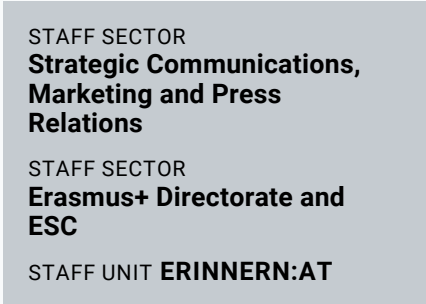 STAFF SECTOR
Strategic Communications,
Marketing and Press
Relations
STAFF SECTOR
Erasmus+ Directorate and
ESC
STAFF UNIT ERINNERN:AT